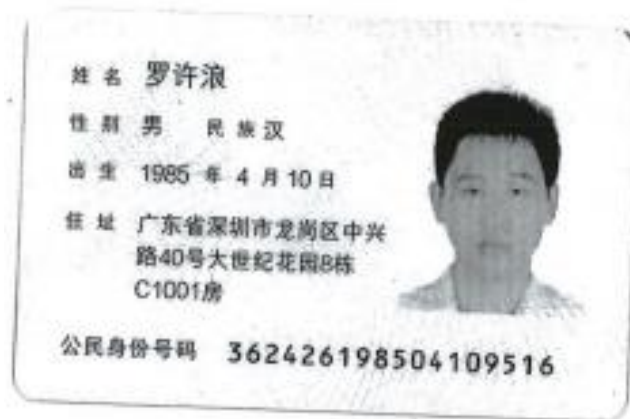 姓名 罗许浪
性别 男 民族 汉
出生 1985 年 4 月 10 日
住址 广东省深圳市龙岗区中兴
路40号大世纪花园8栋
C1001房
公民身份号码 362426198504109516